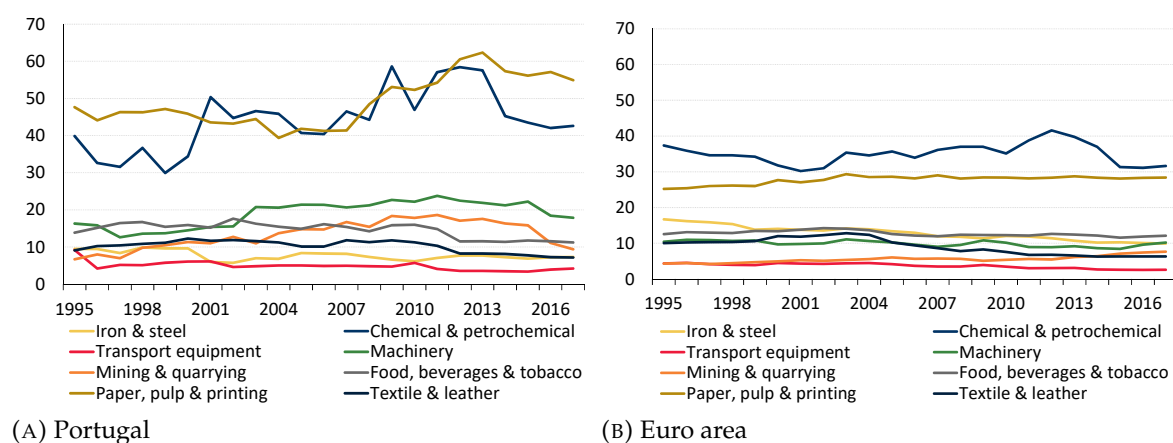 70
60
50
40
30
20
10
0
1995 1998 2001 2004 2007 2010 2013 2016
Iron & steel Chemical & petrochemical
Transport equipment Machinery
Mining & quarrying Food, beverages & tobacco
Paper, pulp & printing Textile & leather
(A) Portugal
70
60
50
40
30
20
10
0
1995 1998 2001 2004 2007 2010 2013 2016
Iron & steel Chemical & petrochemical
Transport equipment Machinery
Mining & quarrying Food, beverages & tobacco
Paper, pulp & printing Textile & leather
(B) Euro area